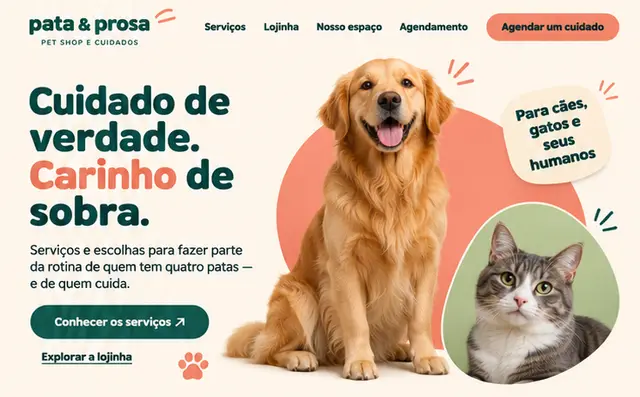 pata & prosa
PET SHOP E CUIDADOS
Serviços
Lojinha
Nosso espaço
Agendamento
Agendar um cuidado
Cuidado de
verdade.
Carinho de
sobra.
Serviços e escolhas para fazer parte
da rotina de quem tem quatro patas —
e de quem cuida.
Conhecer os serviços ↗
Explorar a lojinha
Para cães,
gatos e
seus
humanos